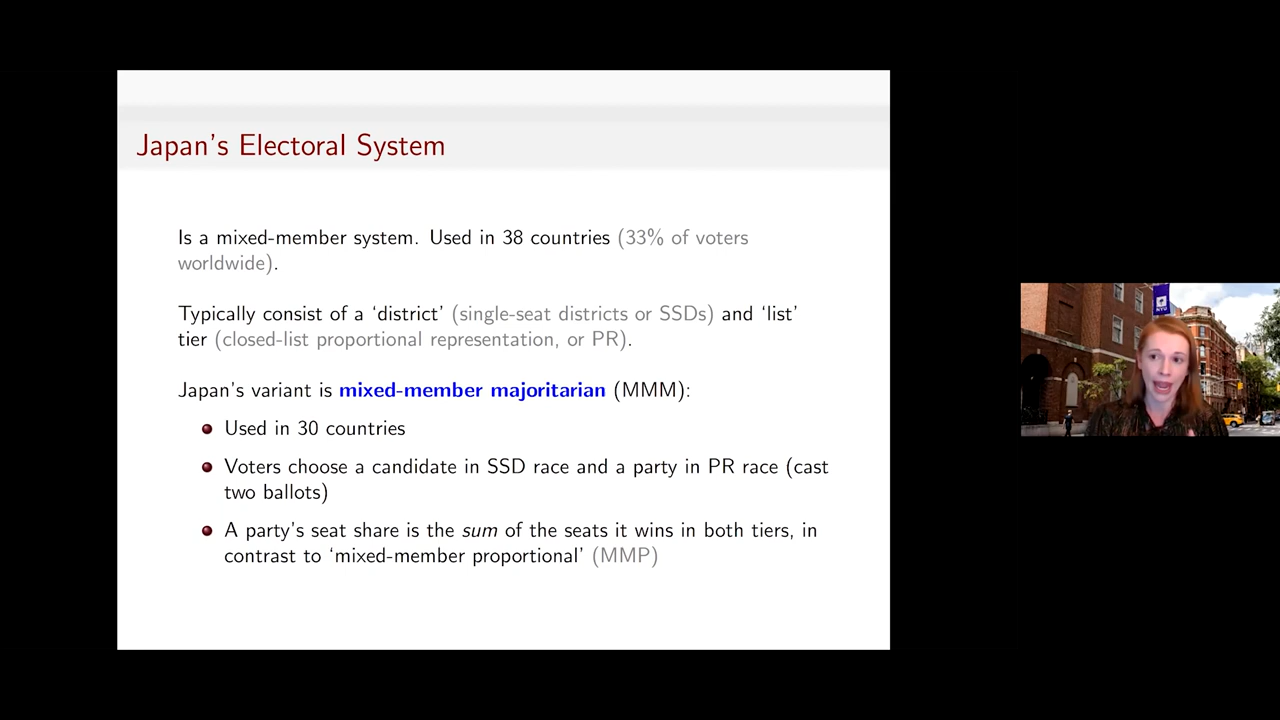 Japan's Electoral System
Is a mixed-member system. Used in 38 countries (33% of voters
worldwide).
Typically consist of a 'district' (single-seat districts or SSDs) and 'list'
tier (closed-list proportional representation, or PR).
Japan's variant is mixed-member majoritarian (MMM):
Used in 30 countries
Voters choose a candidate in SSD race and a party in PR race (cast
two ballots)
A party's seat share is the sum of the seats it wins in both tiers, in
contrast to 'mixed-member proportional' (MMP)
NYU